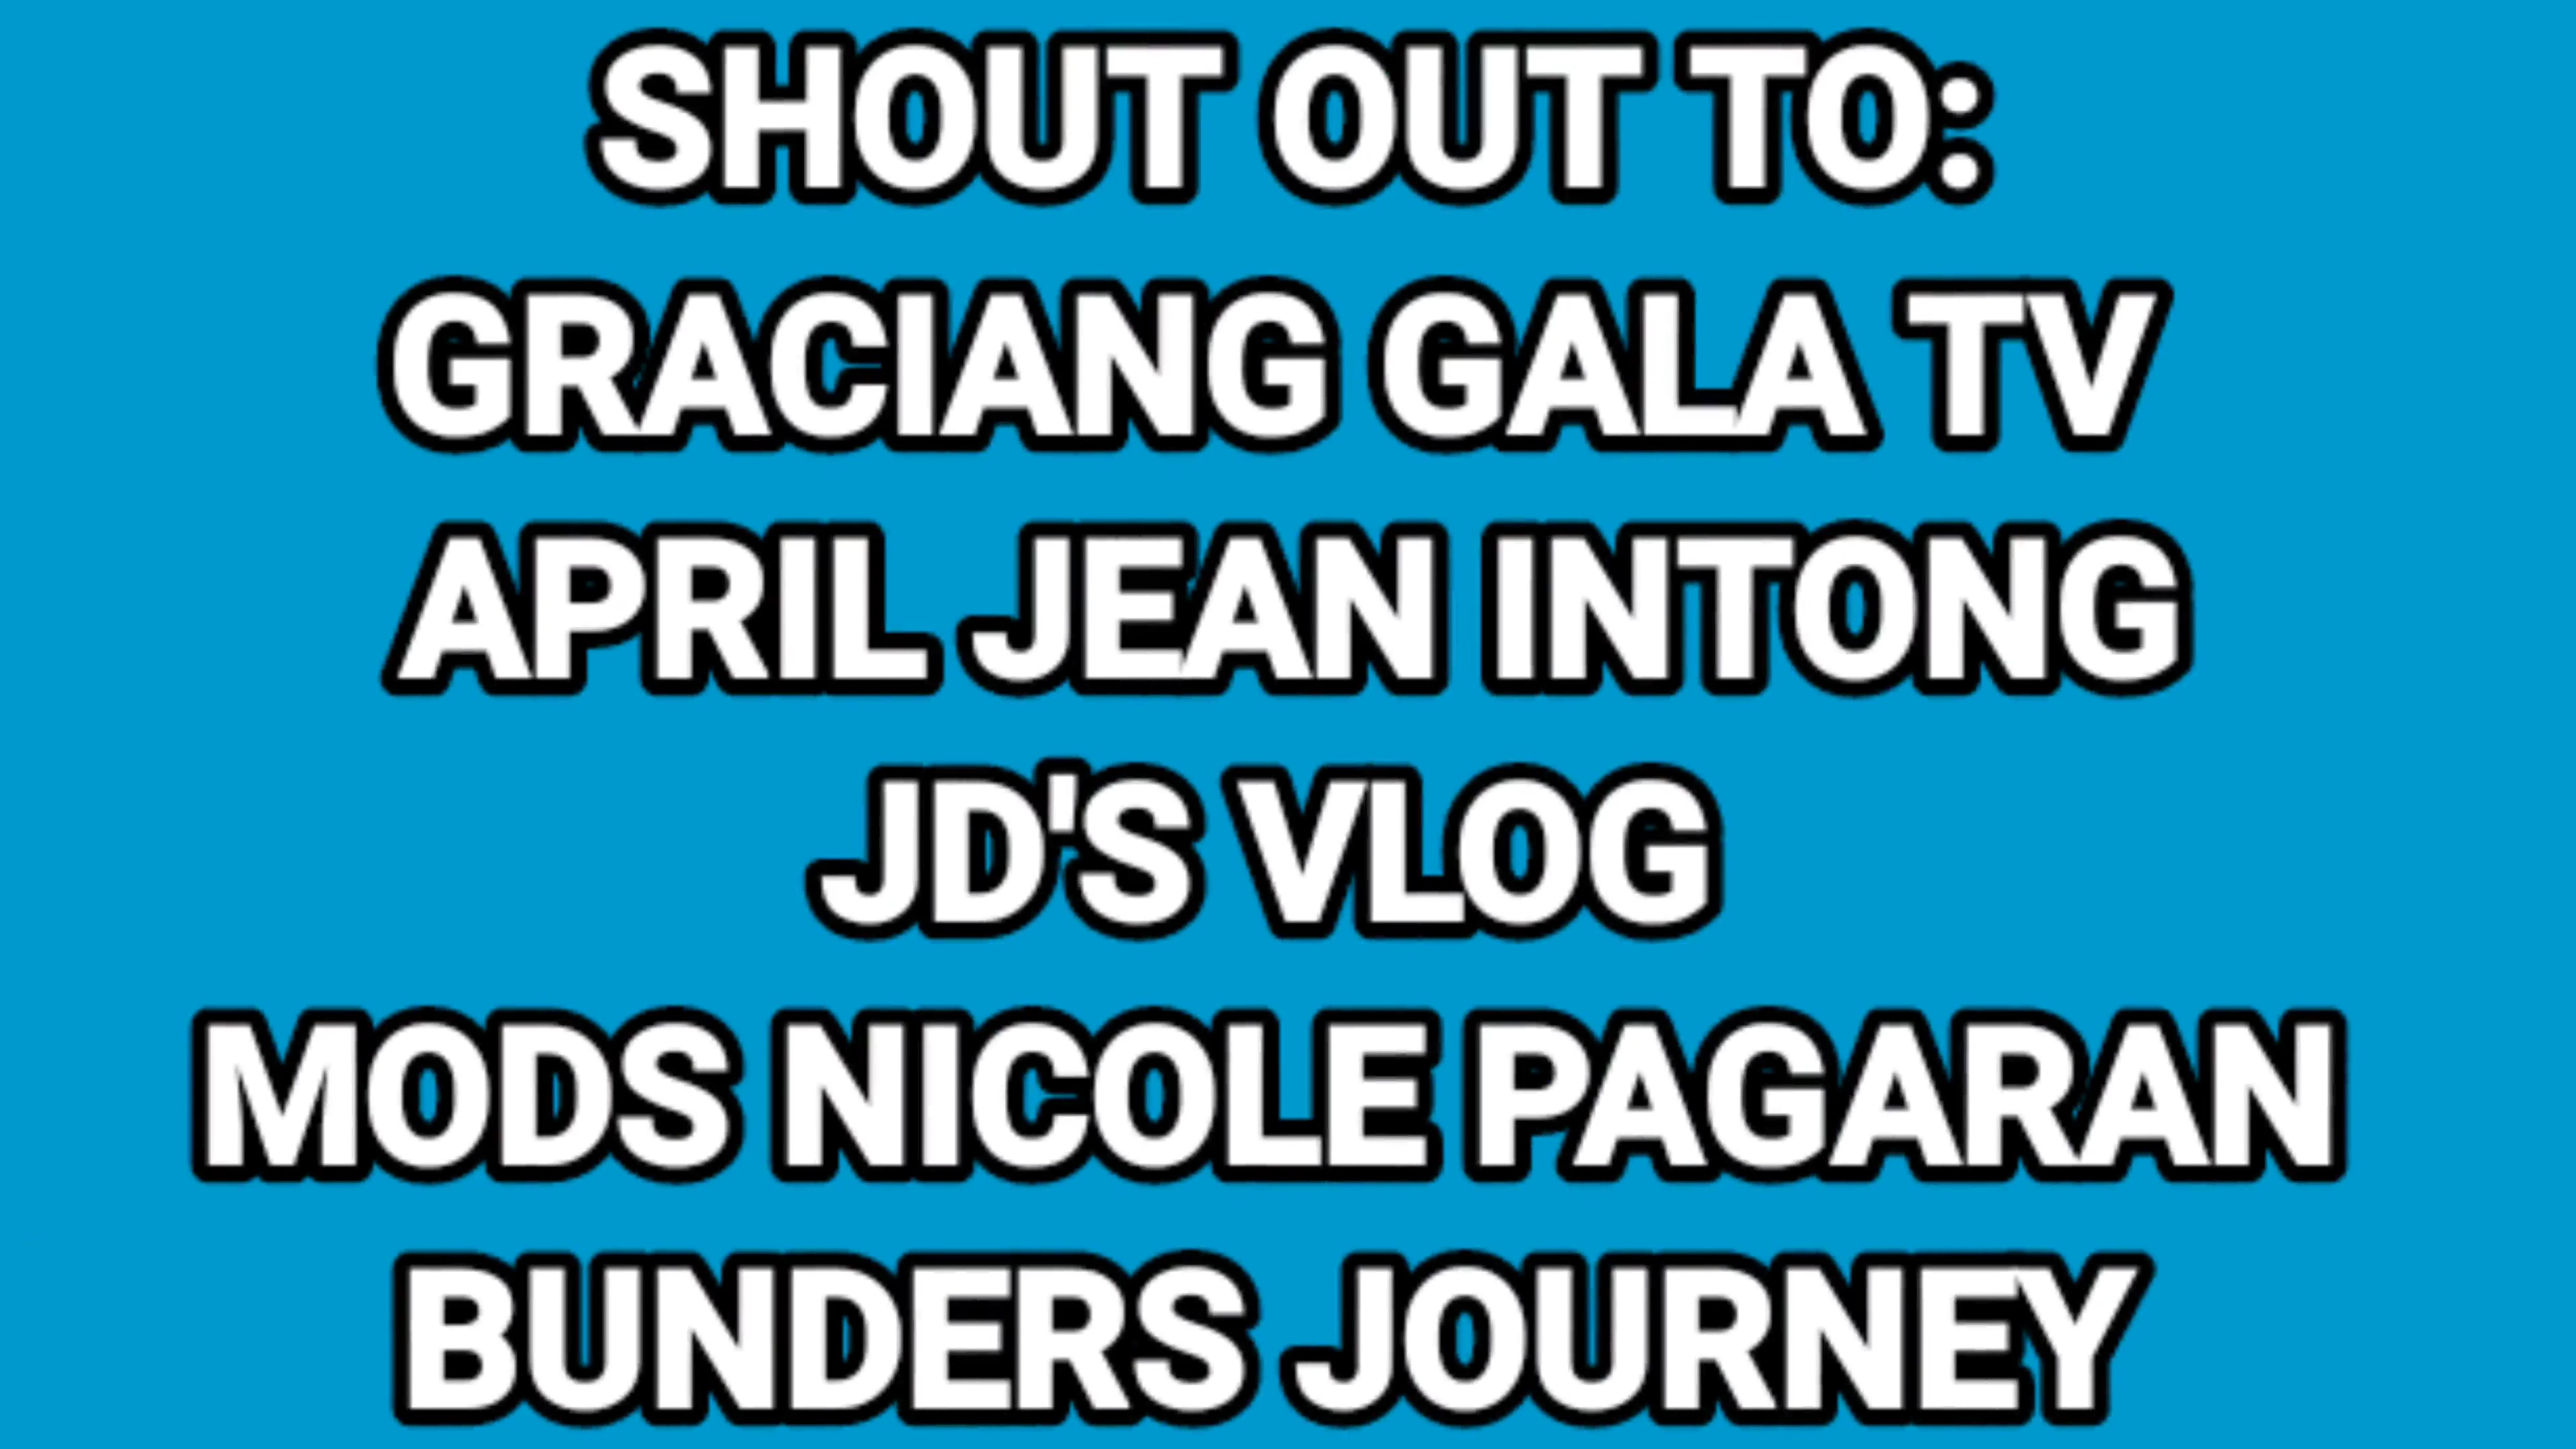 SHOUT OUT TO:
GRACIANG GALA TV
APRIL JEAN INTONG
JD'S VLOG
MODS NICOLE PAGARAN
BUNDERS JOURNEY